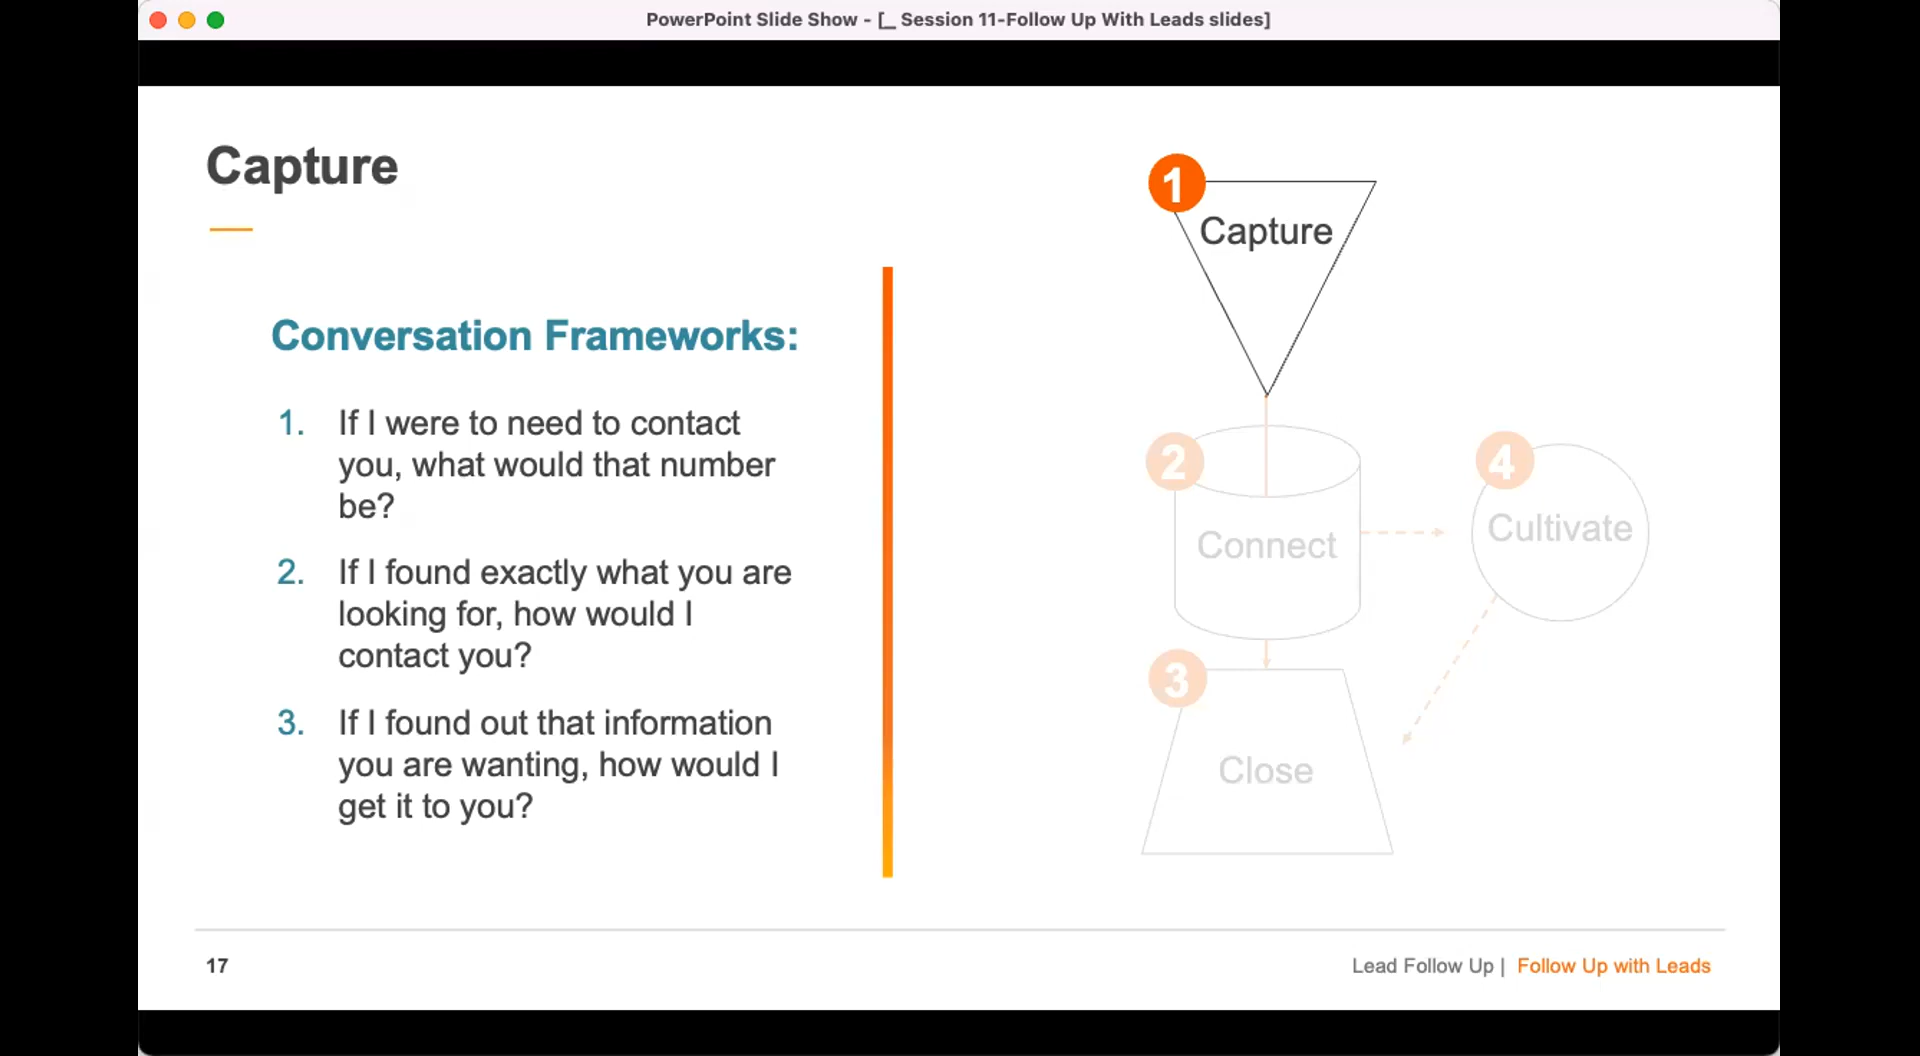 PowerPoint Slide Show - [_ Session 11-Follow Up With Leads slides]
Capture
Conversation Frameworks:
1. If I were to need to contact
you, what would that number
be?
2. If I found exactly what you are
looking for, how would I
contact you?
3. If I found out that information
you are wanting, how would I
get it to you?
1
Capture
2
Connect
4
Cultivate
3
Close
17
Lead Follow Up | Follow Up with Leads